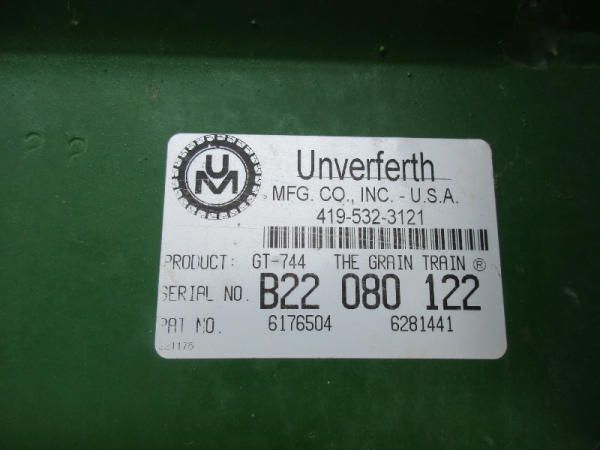 UM
Unverferth
MFG. CO., INC. - U.S.A.
419-532-3121
PRODUCT: GT-744 THE GRAIN TRAIN ®
SERIAL NO. B22 080 122
PAT NO. 6176504 6281441